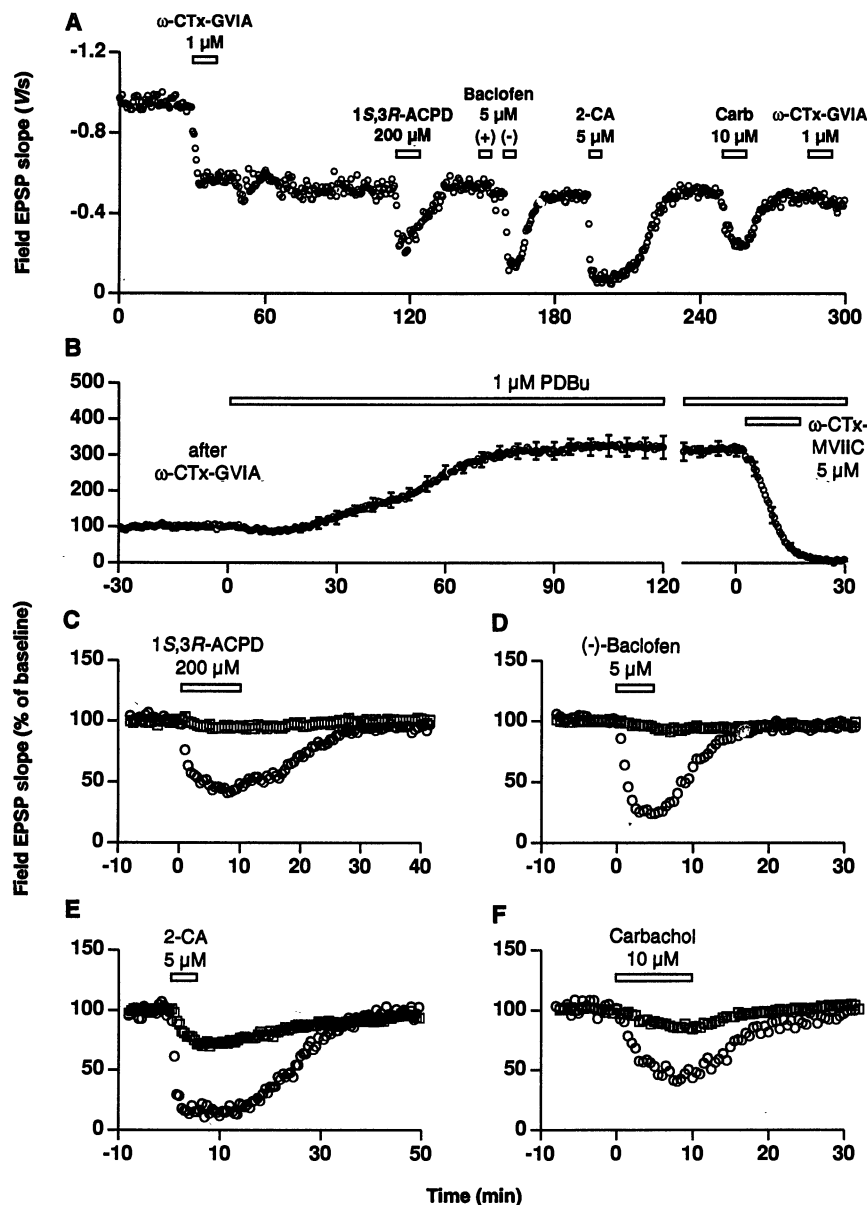 A
ω-CTx-GVIA
1 µM
1S,3R-ACPD
200 µM
Baclofen
5 µM
(+) (-)
2-CA
5 µM
Carb
10 µM
ω-CTx-GVIA
1 µM
Field EPSP slope (V/s)
-1.2
-0.8
-0.4
0
0 60 120 180 240 300
B
1 µM PDBu
after
ω-CTx-GVIA
ω-CTx-
MVIIC
5 µM
500
400
300
200
100
0
-30 0 30 60 90 120 0 30
Field EPSP slope (% of baseline)
C
1S,3R-ACPD
200 µM
150
100
50
0
-10 0 10 20 30 40
D
(-)-Baclofen
5 µM
150
100
50
0
-10 0 10 20 30
E
2-CA
5 µM
150
100
50
0
-10 10 30 50
F
Carbachol
10 µM
150
100
50
0
-10 0 10 20 30
Time (min)